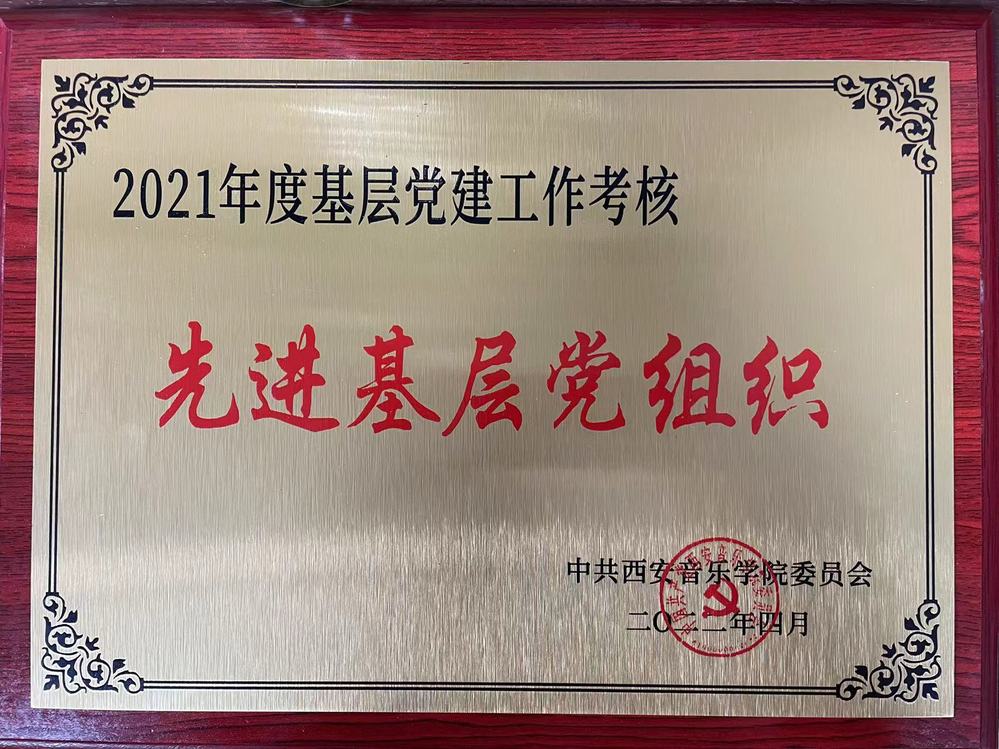 2021年度基层党建工作考核
先进基层党组织
中共西安音乐学院委员会
二〇二二年四月